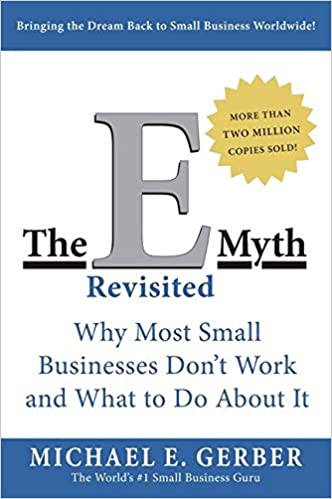 Bringing the Dream Back to Small Business Worldwide!
MORE THAN
TWO MILLION
COPIES SOLD!
The E Myth
Revisited
Why Most Small
Businesses Don't Work
and What to Do About It
MICHAEL E. GERBER
The World's #1 Small Business Guru